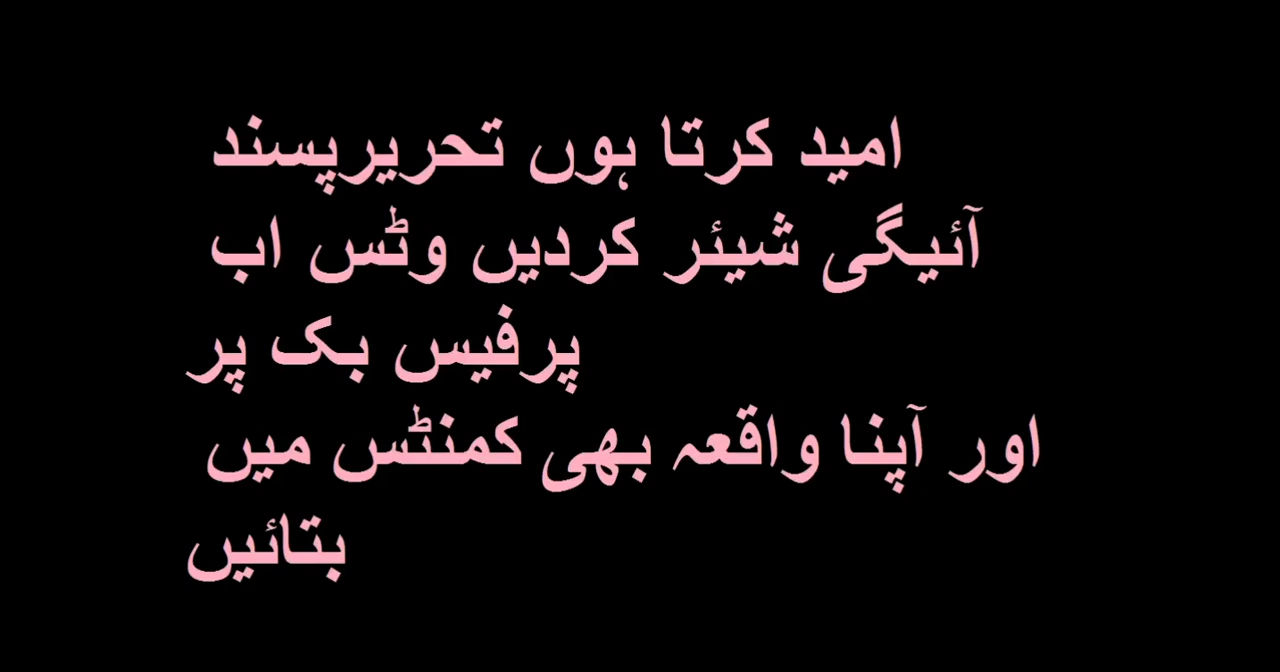 امید کرتا ہوں تحریرپسند
آئیگی شیئر کردیں وٹس اب
پرفیس بک پر
اور آپنا واقعہ بھی کمنٹس میں
بتائیں